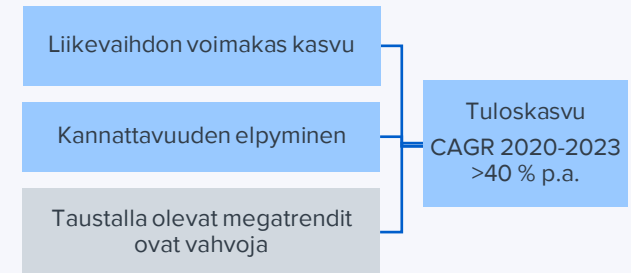 Liikevaihdon voimakas kasvu
Kannattavuuden elpyminen
Taustalla olevat megatrendit
ovat vahvoja
Tuloskasvu
CAGR 2020-2023
>40 % p.a.